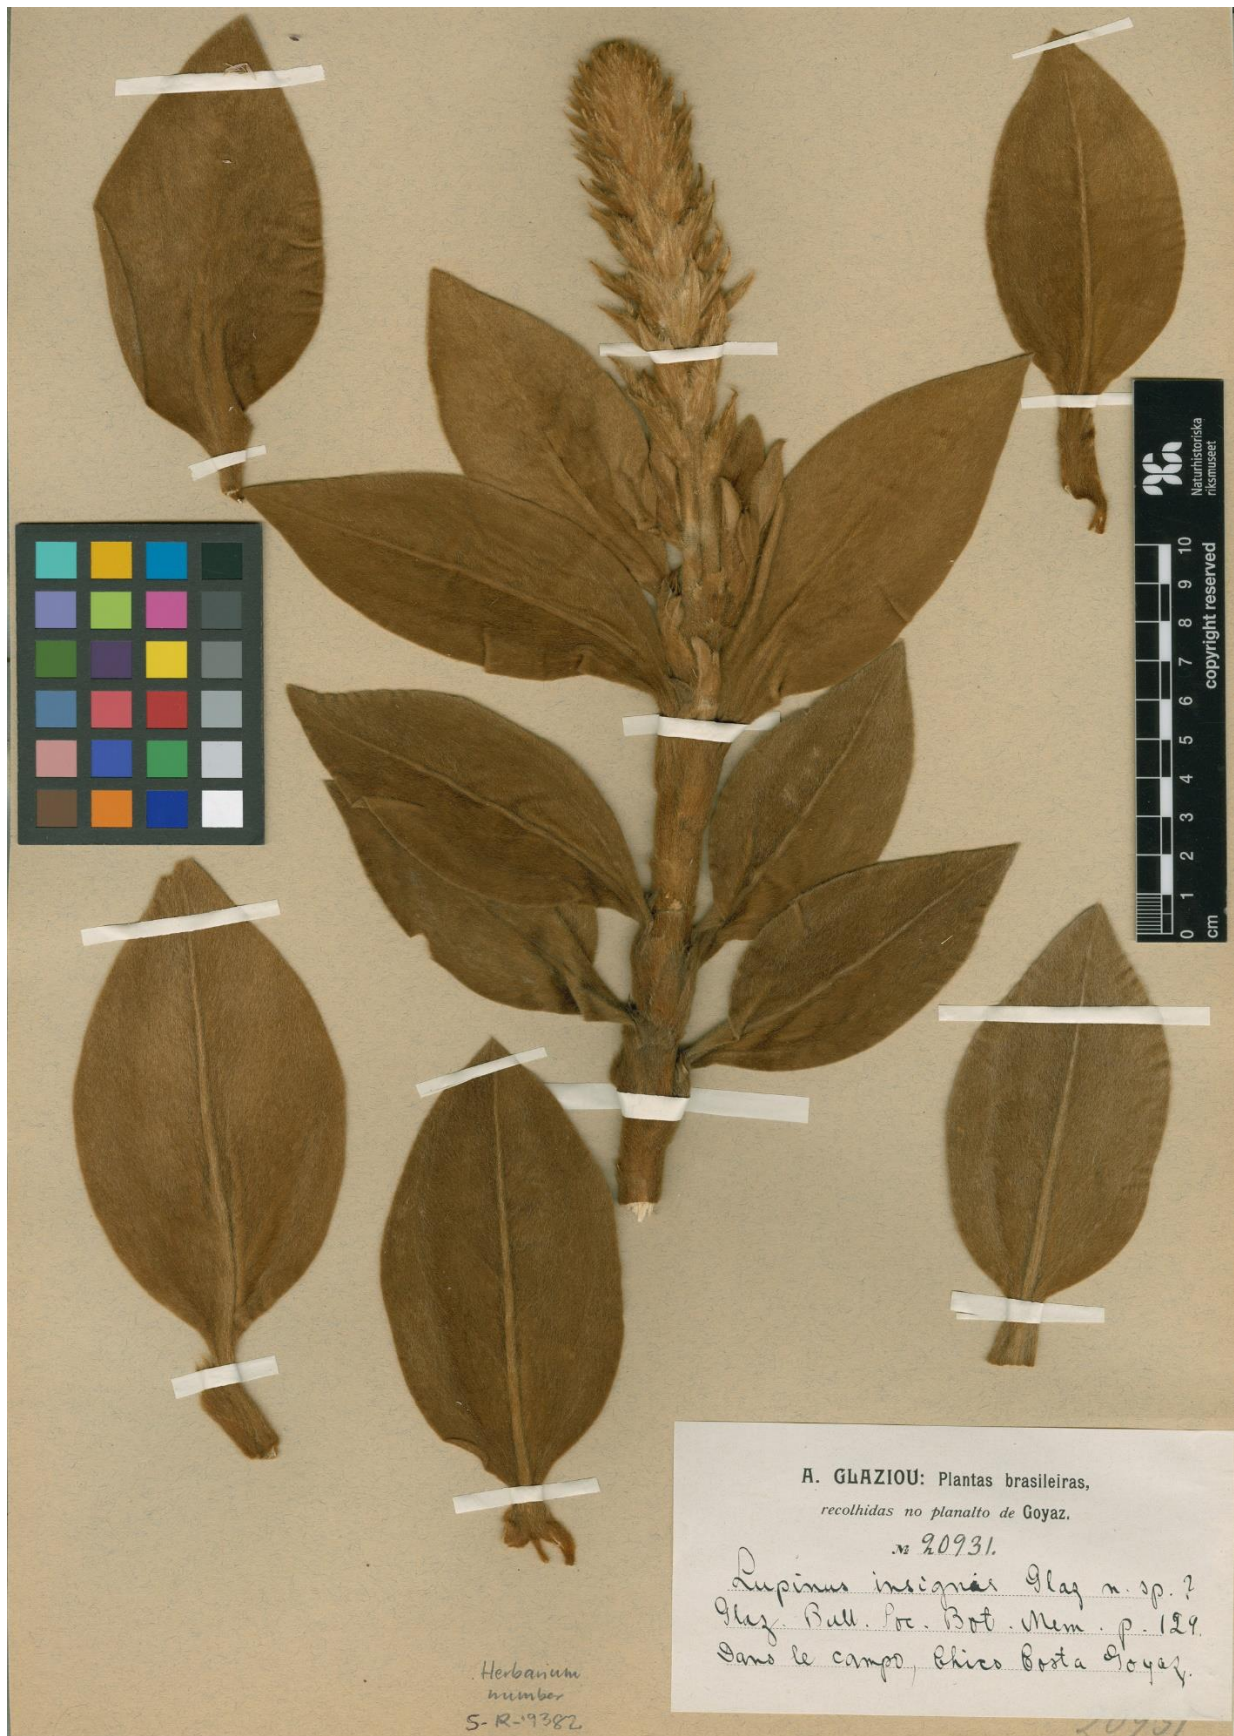 Naturhistoriska
riksmuseet
10
9
8
7
6
5
4
3
2
1
0
cm
copyright reserved
A. GLAZIOU: Plantas brasileiras,
recolhidas no planalto de Goyaz.
№ 20931.
Lupinus insignis Glaz n. sp. ?
Glaz. Bull. Soc. Bot. Mem. p. 129.
Dans le campo, Chico Costa Goyaz.
Herbarium
number
S-R-9382
20931